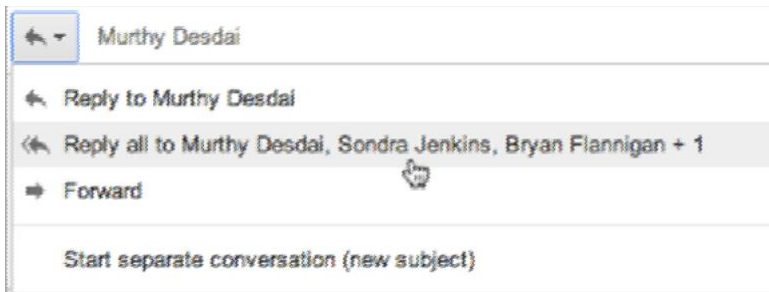 Murthy Desdai
Reply to Murthy Desdai
Reply all to Murthy Desdai, Sondra Jenkins, Bryan Flannigan + 1
Forward
Start separate conversation (new subject)